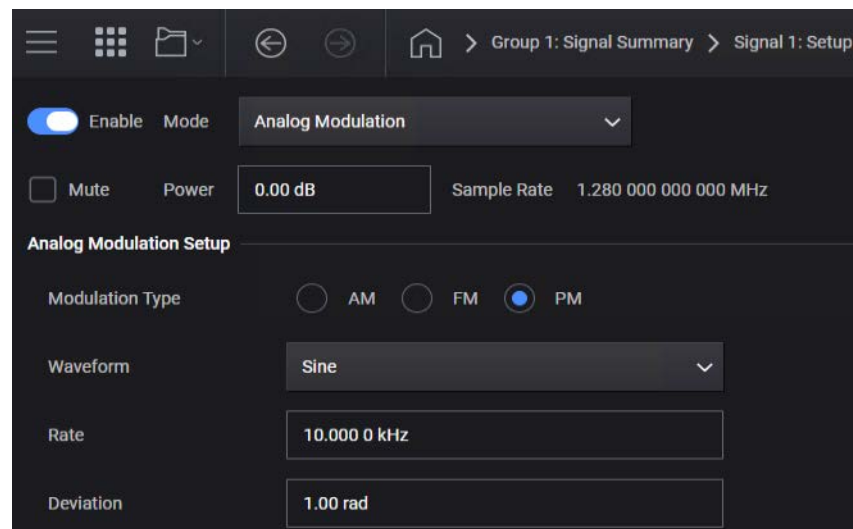 Group 1: Signal Summary > Signal 1: Setup
Enable Mode Analog Modulation
Mute Power 0.00 dB Sample Rate 1.280 000 000 000 MHz
Analog Modulation Setup
Modulation Type AM FM PM
Waveform Sine
Rate 10.000 0 kHz
Deviation 1.00 rad